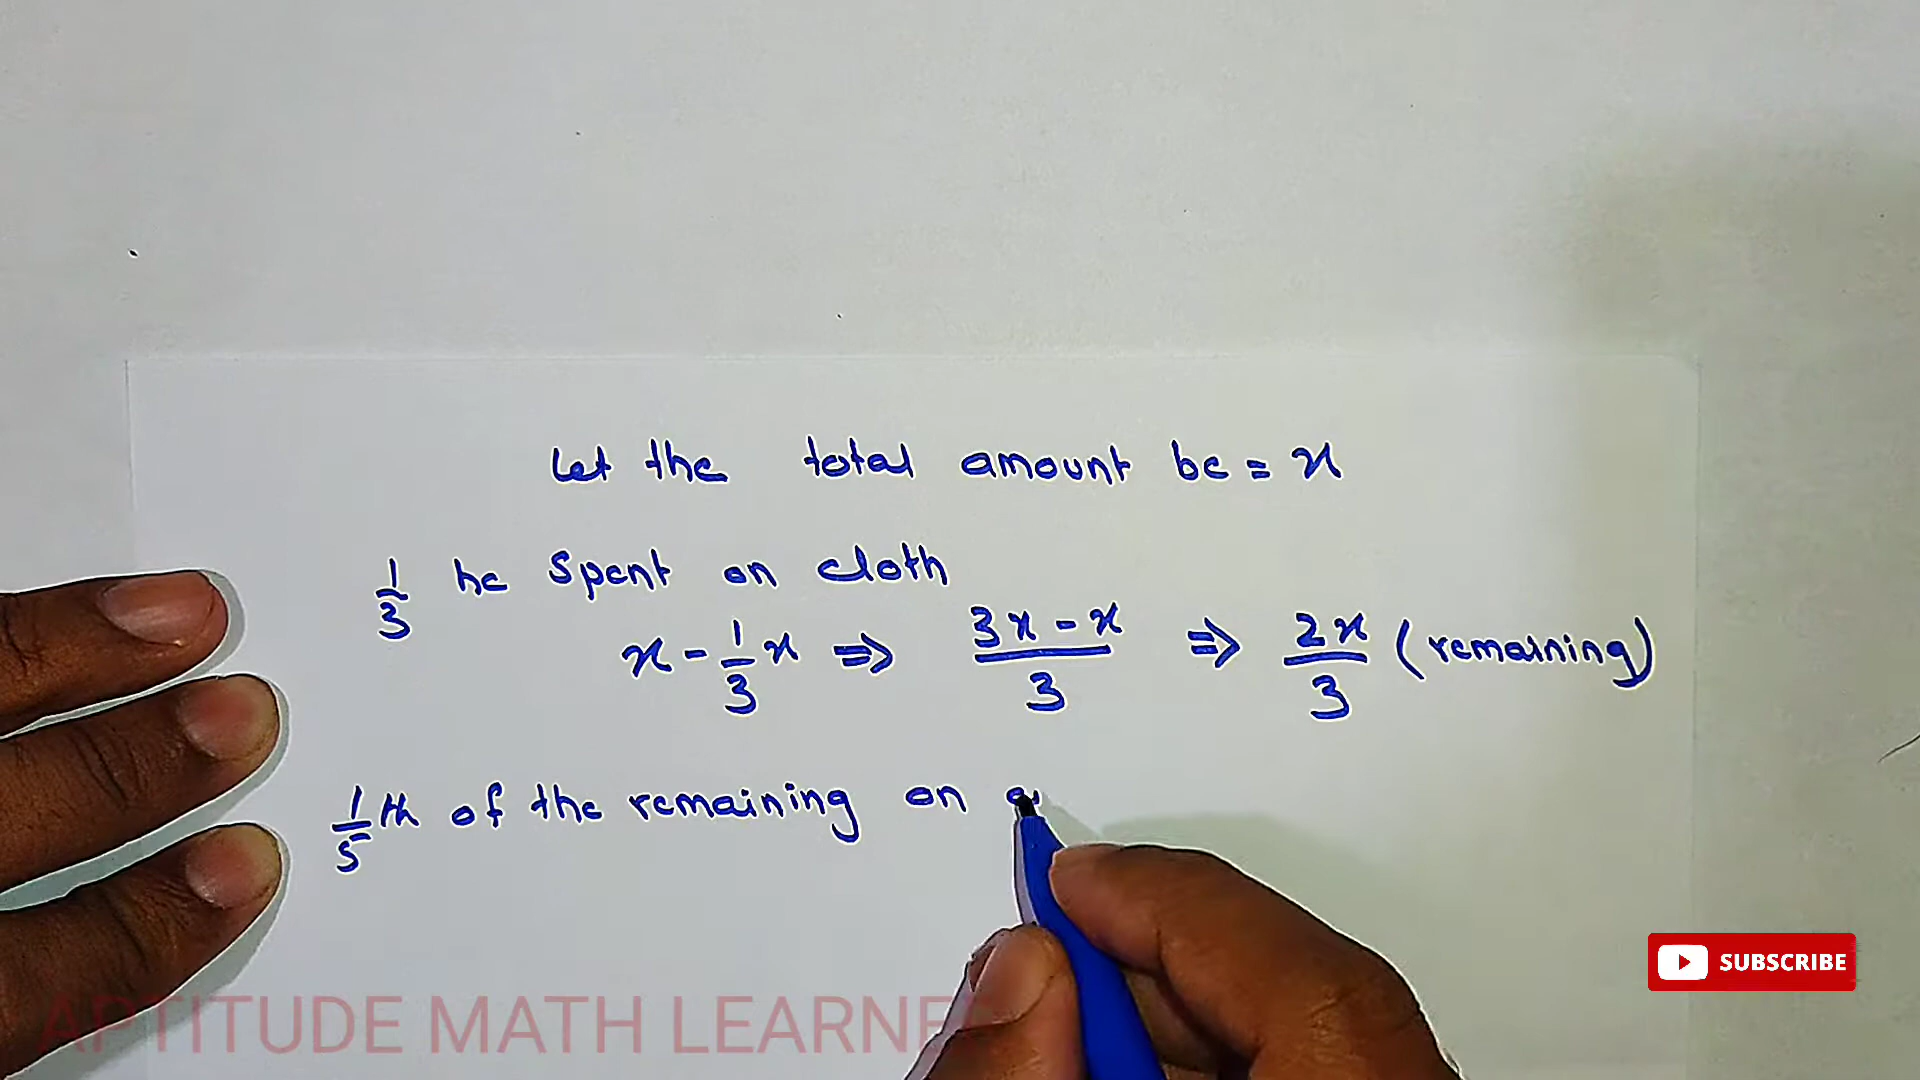 Let the total amount be = x
1/3 he spent on cloth
x - 1/3 x ⇒ 3x - x / 3 ⇒ 2x / 3 (remaining)
1/5 th of the remaining on
SUBSCRIBE
APTITUDE MATH LEARNE